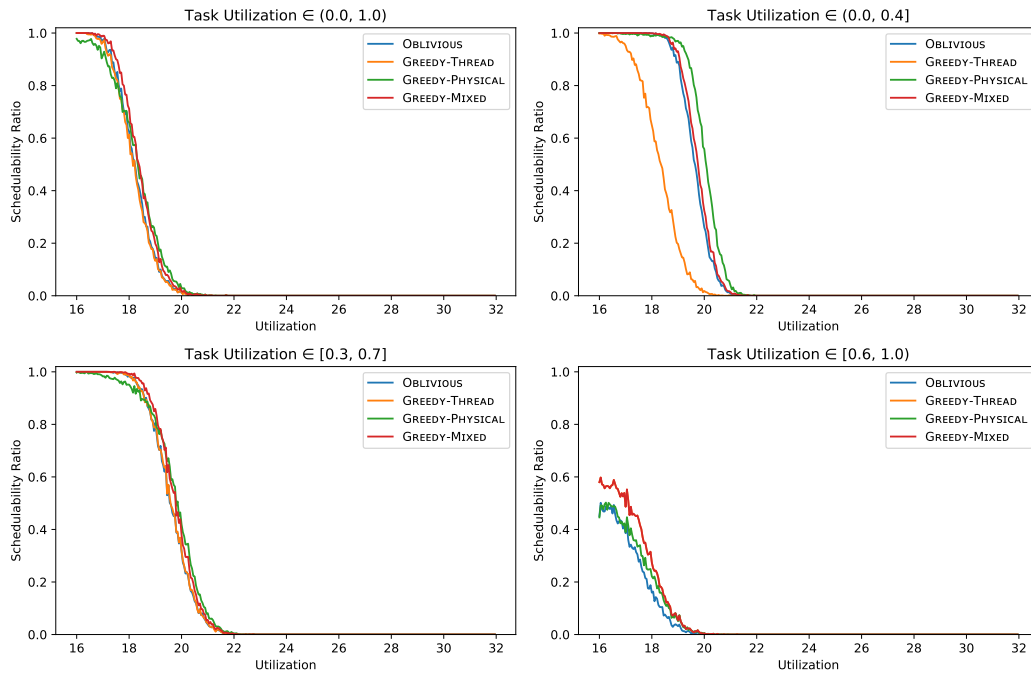 Task Utilization ∈ (0.0, 1.0)
Schedulability Ratio
1.0
0.8
0.6
0.4
0.2
0.0
Oblivious
Greedy-Thread
Greedy-Physical
Greedy-Mixed
16 18 20 22 24 26 28 30 32
Utilization
Task Utilization ∈ (0.0, 0.4]
Schedulability Ratio
1.0
0.8
0.6
0.4
0.2
0.0
Oblivious
Greedy-Thread
Greedy-Physical
Greedy-Mixed
16 18 20 22 24 26 28 30 32
Utilization
Task Utilization ∈ [0.3, 0.7]
Schedulability Ratio
1.0
0.8
0.6
0.4
0.2
0.0
Oblivious
Greedy-Thread
Greedy-Physical
Greedy-Mixed
16 18 20 22 24 26 28 30 32
Utilization
Task Utilization ∈ [0.6, 1.0)
Schedulability Ratio
1.0
0.8
0.6
0.4
0.2
0.0
Oblivious
Greedy-Thread
Greedy-Physical
Greedy-Mixed
16 18 20 22 24 26 28 30 32
Utilization